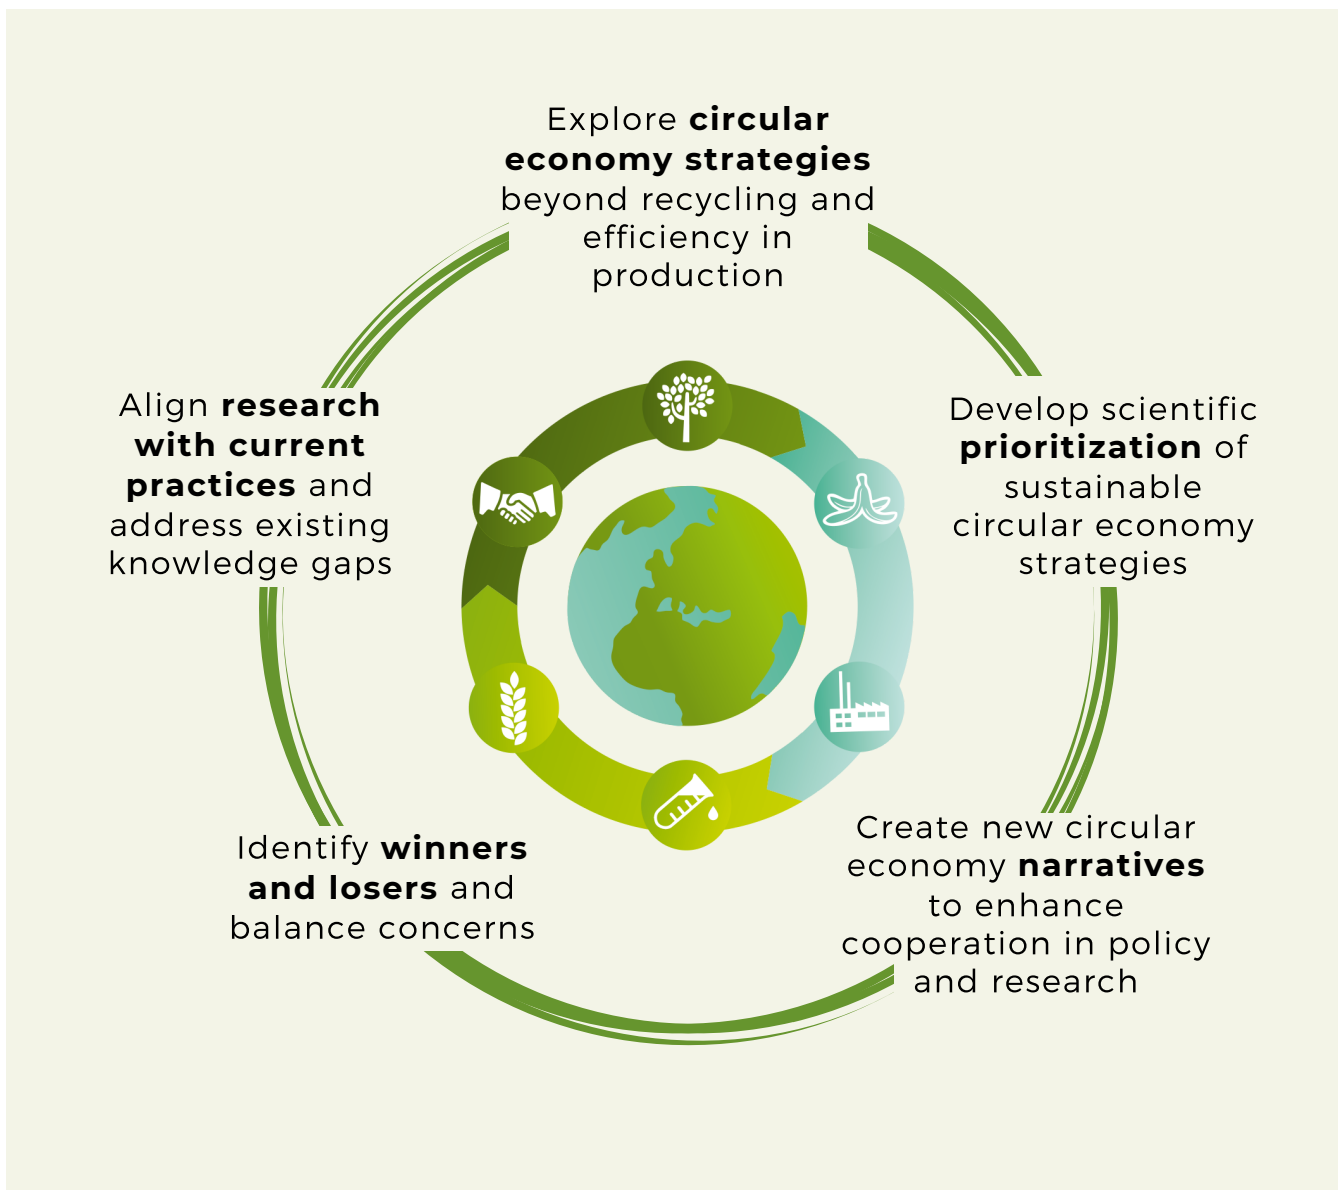 Explore circular
economy strategies
beyond recycling and
efficiency in
production
Develop scientific
prioritization of
sustainable
circular economy
strategies
Create new circular
economy narratives
to enhance
cooperation in policy
and research
Identify winners
and losers and
balance concerns
Align research
with current
practices and
address existing
knowledge gaps